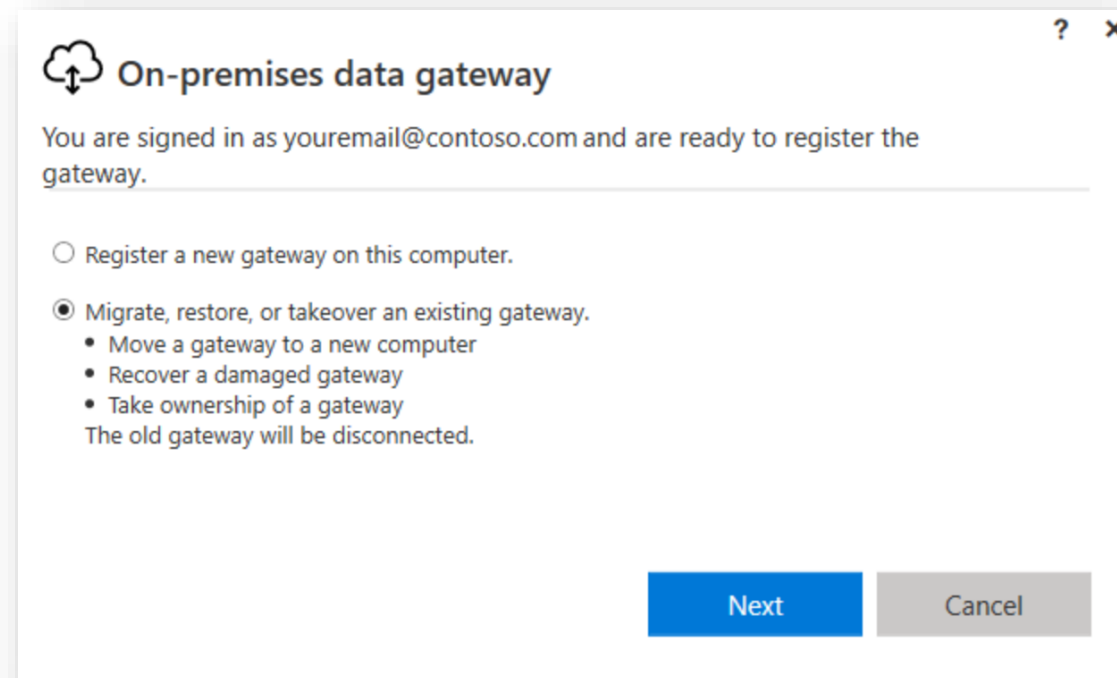 ?
On-premises data gateway
You are signed in as youremail@contoso.com and are ready to register the
gateway.
Register a new gateway on this computer.
Migrate, restore, or takeover an existing gateway.
• Move a gateway to a new computer
• Recover a damaged gateway
• Take ownership of a gateway
The old gateway will be disconnected.
Next Cancel